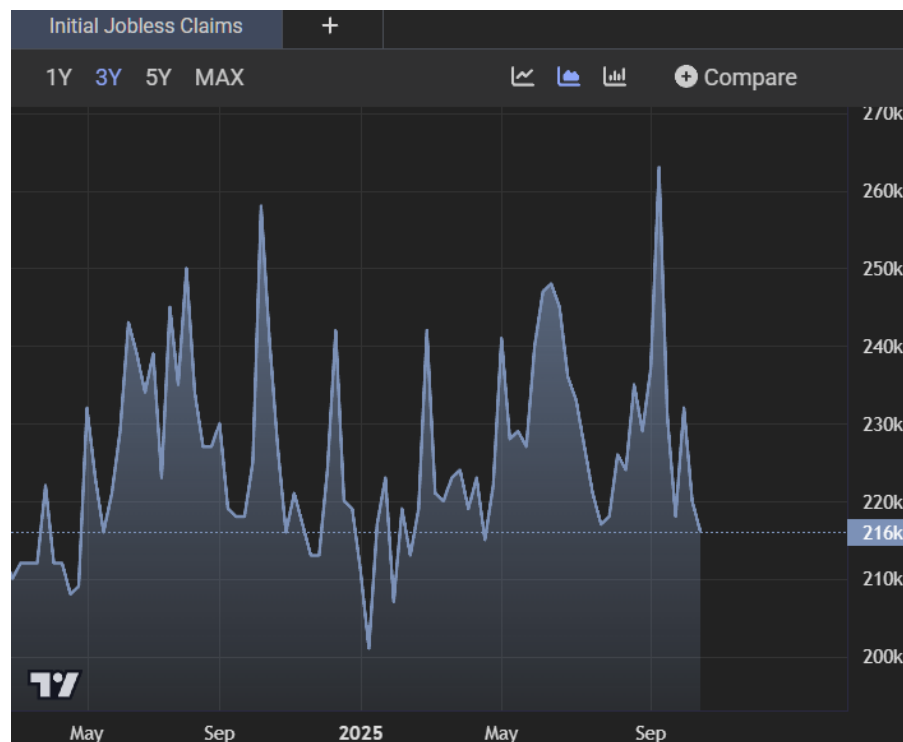 Initial Jobless Claims +
1Y 3Y 5Y MAX Compare
270k
260k
250k
240k
230k
220k
216k
210k
200k
May Sep 2025 May Sep